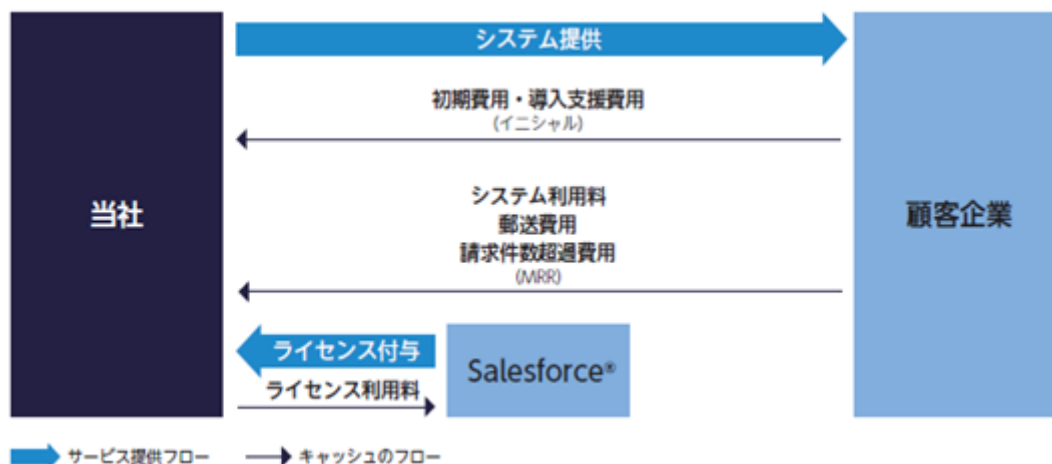 システム提供
初期費用・導入支援費用
(イニシャル)
当社
システム利用料
郵送費用
請求件数超過費用
(MRR)
顧客企業
ライセンス付与
ライセンス利用料
Salesforce®
サービス提供フロー
キャッシュのフロー